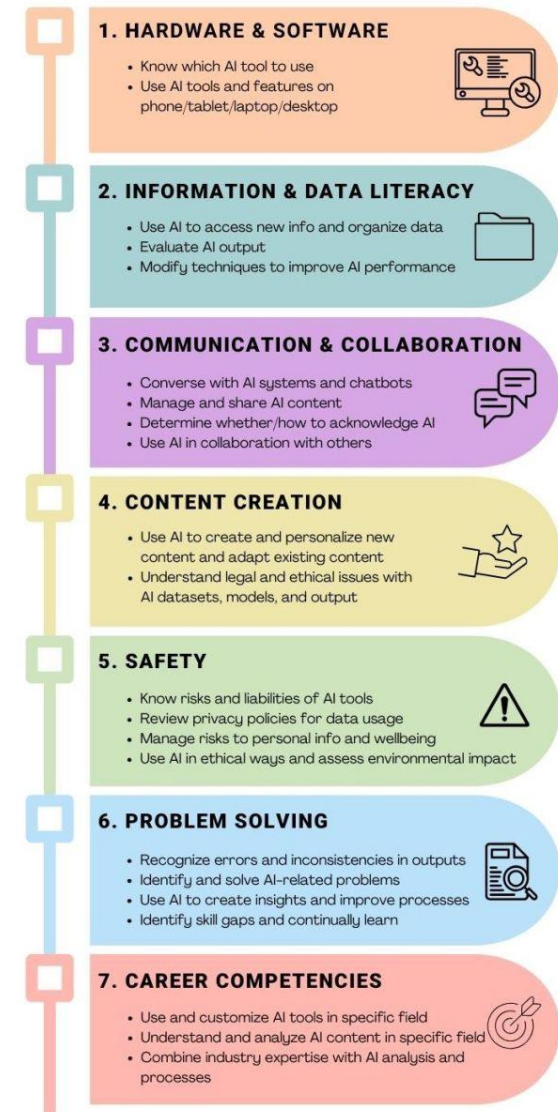 1. HARDWARE & SOFTWARE
• Know which AI tool to use
• Use AI tools and features on
phone/tablet/laptop/desktop
2. INFORMATION & DATA LITERACY
• Use AI to access new info and organize data
• Evaluate AI output
• Modify techniques to improve AI performance
3. COMMUNICATION & COLLABORATION
• Converse with AI systems and chatbots
• Manage and share AI content
• Determine whether/how to acknowledge AI
• Use AI in collaboration with others
4. CONTENT CREATION
• Use AI to create and personalize new
content and adapt existing content
• Understand legal and ethical issues with
AI datasets, models, and output
5. SAFETY
• Know risks and liabilities of AI tools
• Review privacy policies for data usage
• Manage risks to personal info and wellbeing
• Use AI in ethical ways and assess environmental impact
6. PROBLEM SOLVING
• Recognize errors and inconsistencies in outputs
• Identify and solve AI-related problems
• Use AI to create insights and improve processes
• Identify skill gaps and continually learn
7. CAREER COMPETENCIES
• Use and customize AI tools in specific field
• Understand and analyze AI content in specific field
• Combine industry expertise with AI analysis and
processes